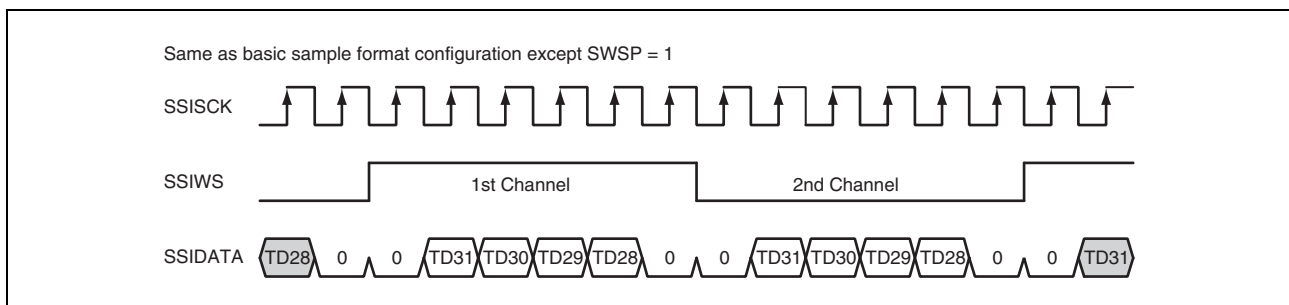 Same as basic sample format configuration except SWSP = 1
SSISCK
SSIWS 1st Channel 2nd Channel
SSIDATA TD28 0 0 TD31 TD30 TD29 TD28 0 0 TD31 TD30 TD29 TD28 0 0 TD31